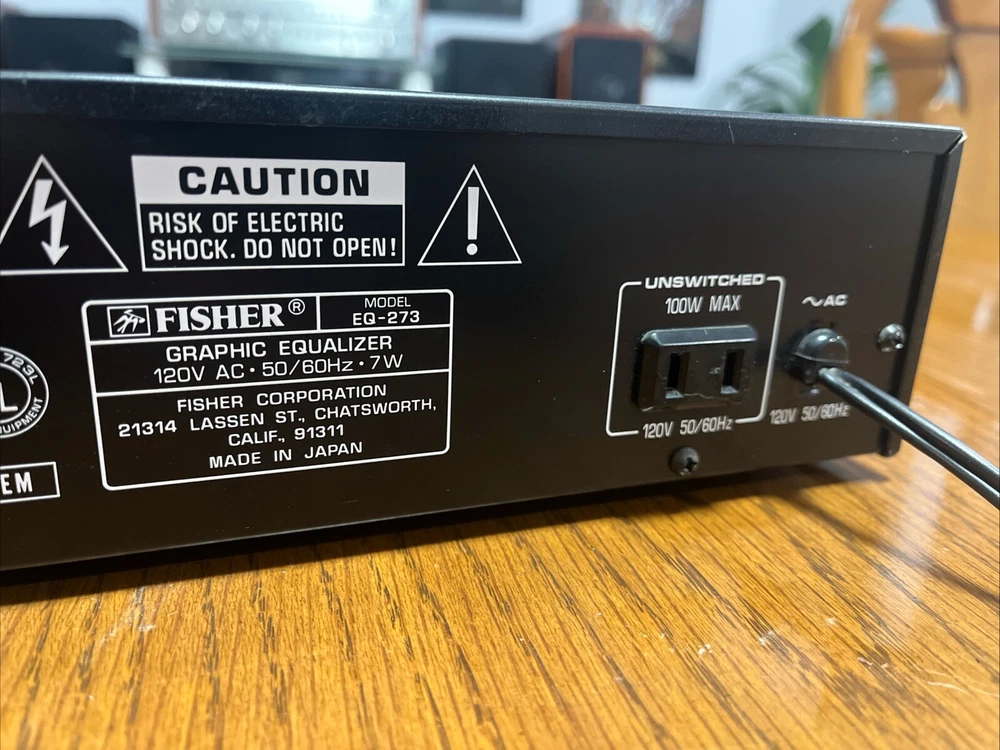 CAUTION
RISK OF ELECTRIC
SHOCK. DO NOT OPEN!
FISHER®
MODEL
EQ-273
GRAPHIC EQUALIZER
120V AC • 50/60Hz • 7W
FISHER CORPORATION
21314 LASSEN ST., CHATSWORTH,
CALIF., 91311
MADE IN JAPAN
723L
L
EQUIPMENT
EM
UNSWITCHED
100W MAX
120V 50/60Hz
~AC
120V 50/60Hz